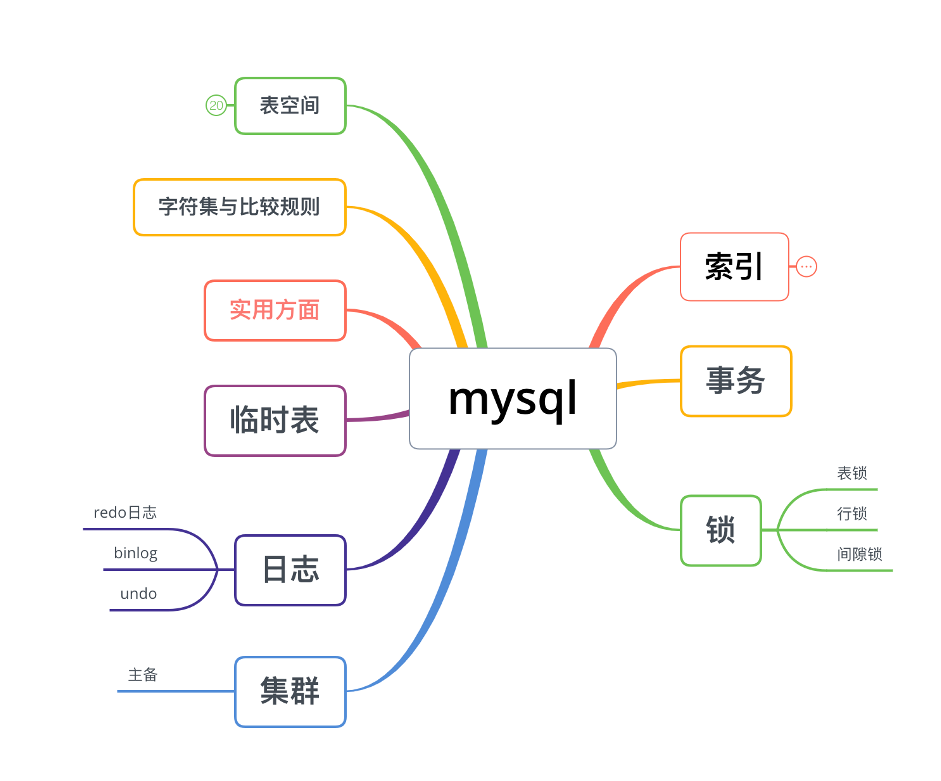 表空间
20
字符集与比较规则
实用方面
临时表
日志
redo日志
binlog
undo
集群
主备
mysql
索引
...
事务
锁
表锁
行锁
间隙锁